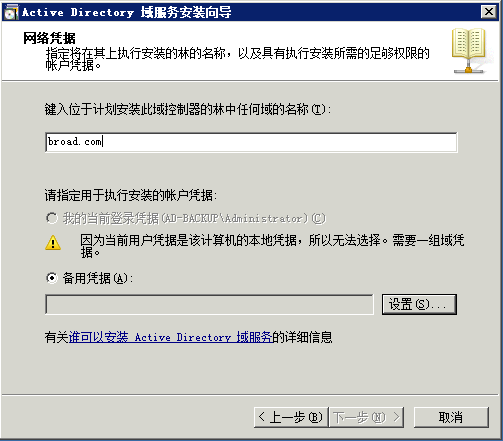 Active Directory 域服务安装向导
网络凭据
指定将在其上执行安装的林的名称，以及具有执行安装所需的足够权限的
帐户凭据。
键入位于计划安装此域控制器的林中任何域的名称(T):
broad.com
请指定用于执行安装的帐户凭据:
我的当前登录凭据(AD-BACKUP\Administrator)(C)
因为当前用户凭据是该计算机的本地凭据，所以无法选择。需要一组域凭
据。
备用凭据(A):
设置(S)...
有关谁可以安装 Active Directory 域服务的详细信息
< 上一步(B) 下一步(N) > 取消